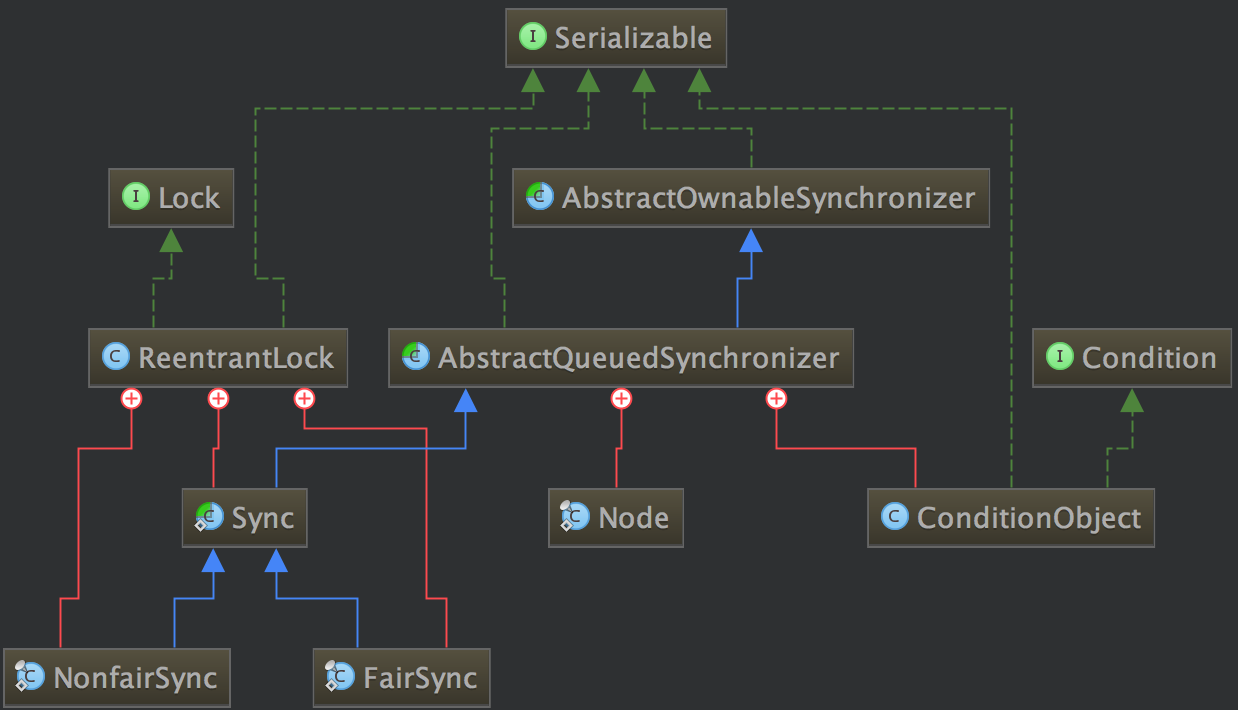 I Serializable
I Lock
C AbstractOwnableSynchronizer
C ReentrantLock
C AbstractQueuedSynchronizer
I Condition
C Sync
C Node
C ConditionObject
C NonfairSync
C FairSync